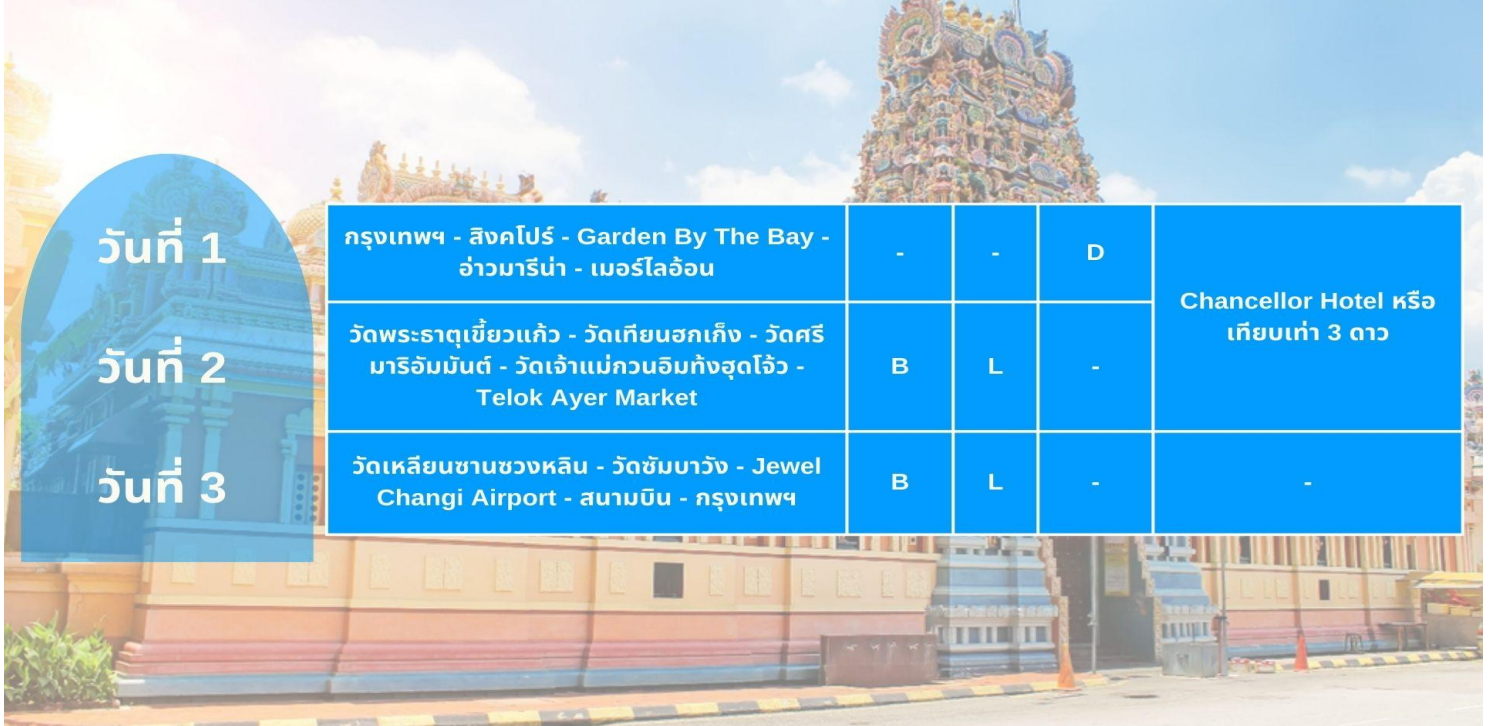 วันที่ 1
กรุงเทพฯ - สิงคโปร์ - Garden By The Bay -
อ่าวมารีน่า - เมอร์ไลอ้อน
-
-
D
Chancellor Hotel หรือ
เทียบเท่า 3 ดาว
วันที่ 2
วัดพระธาตุเขี้ยวแก้ว - วัดเทียนฮกเก็ง - วัดศรี
มาริอัมมันต์ - วัดเจ้าแม่กวนอิมทังฮุดโจ้ว -
Telok Ayer Market
B
L
-
วันที่ 3
วัดเหลียนซานซวงหลิน - วัดซัมบาวัง - Jewel
Changi Airport - สนามบิน - กรุงเทพฯ
B
L
-
-